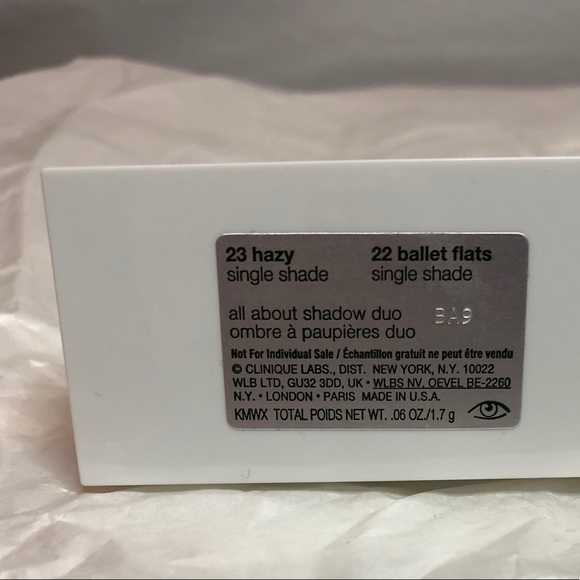 23 hazy 22 ballet flats
single shade single shade
all about shadow duo BA9
ombre à paupières duo
Not For Individual Sale / Échantillon gratuit ne peut être vendu
© CLINIQUE LABS., DIST. NEW YORK, N.Y. 10022
WLB LTD, GU32 3DD, UK • WLBS NV, OEVEL BE-2260
N.Y. • LONDON • PARIS MADE IN U.S.A.
KMWX TOTAL POIDS NET WT. .06 OZ./1.7 g